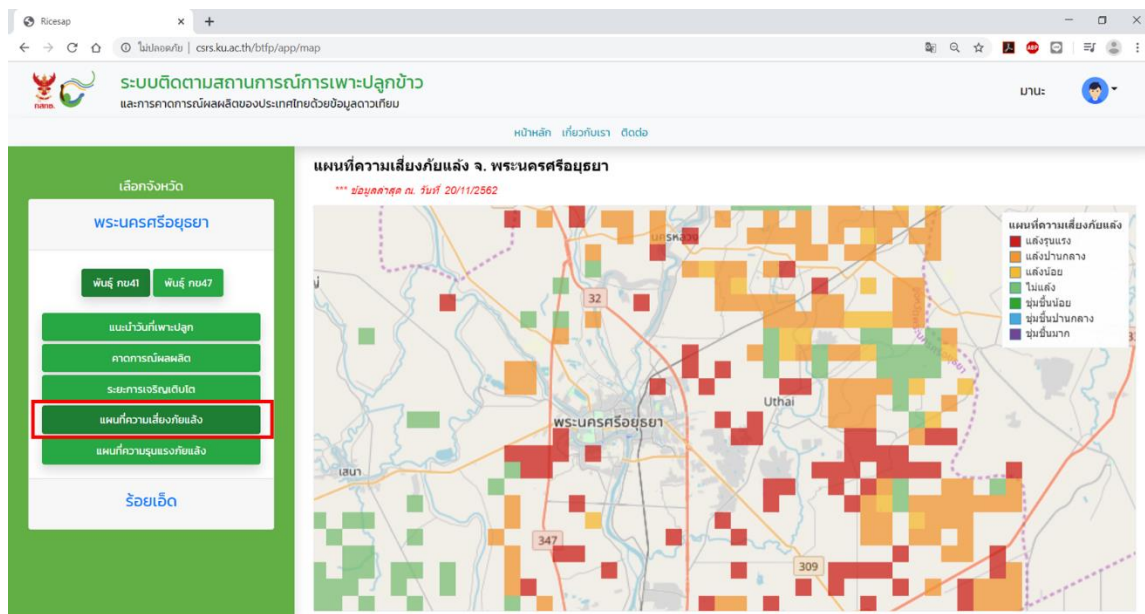 Ricesap
ไม่ปลอดภัย | csrs.ku.ac.th/btfp/app/map
ระบบติดตามสถานการณ์การเพาะปลูกข้าว
และการคาดการณ์ผลผลิตของประเทศไทยด้วยข้อมูลดาวเทียม
กสทช.
มานะ
หน้าหลัก เกี่ยวกับเรา ติดต่อ
เลือกจังหวัด
พระนครศรีอยุธยา
พันธุ์ กข41 พันธุ์ กข47
แนะนำวันที่เพาะปลูก
คาดการณ์ผลผลิต
ระยะการเจริญเติบโต
แผนที่ความเสี่ยงภัยแล้ง
แผนที่ความรุนแรงภัยแล้ง
ร้อยเอ็ด
แผนที่ความเสี่ยงภัยแล้ง จ. พระนครศรีอยุธยา
*** ข้อมูลล่าสุด ณ. วันที่ 20/11/2562
แผนที่ความเสี่ยงภัยแล้ง
แล้งรุนแรง
แล้งปานกลาง
แล้งน้อย
ไม่แล้ง
ชุ่มชื้นน้อย
ชุ่มชื้นปานกลาง
ชุ่มชื้นมาก
32
Uthai
พระนครศรีอยุธยา
เสนา
347
309